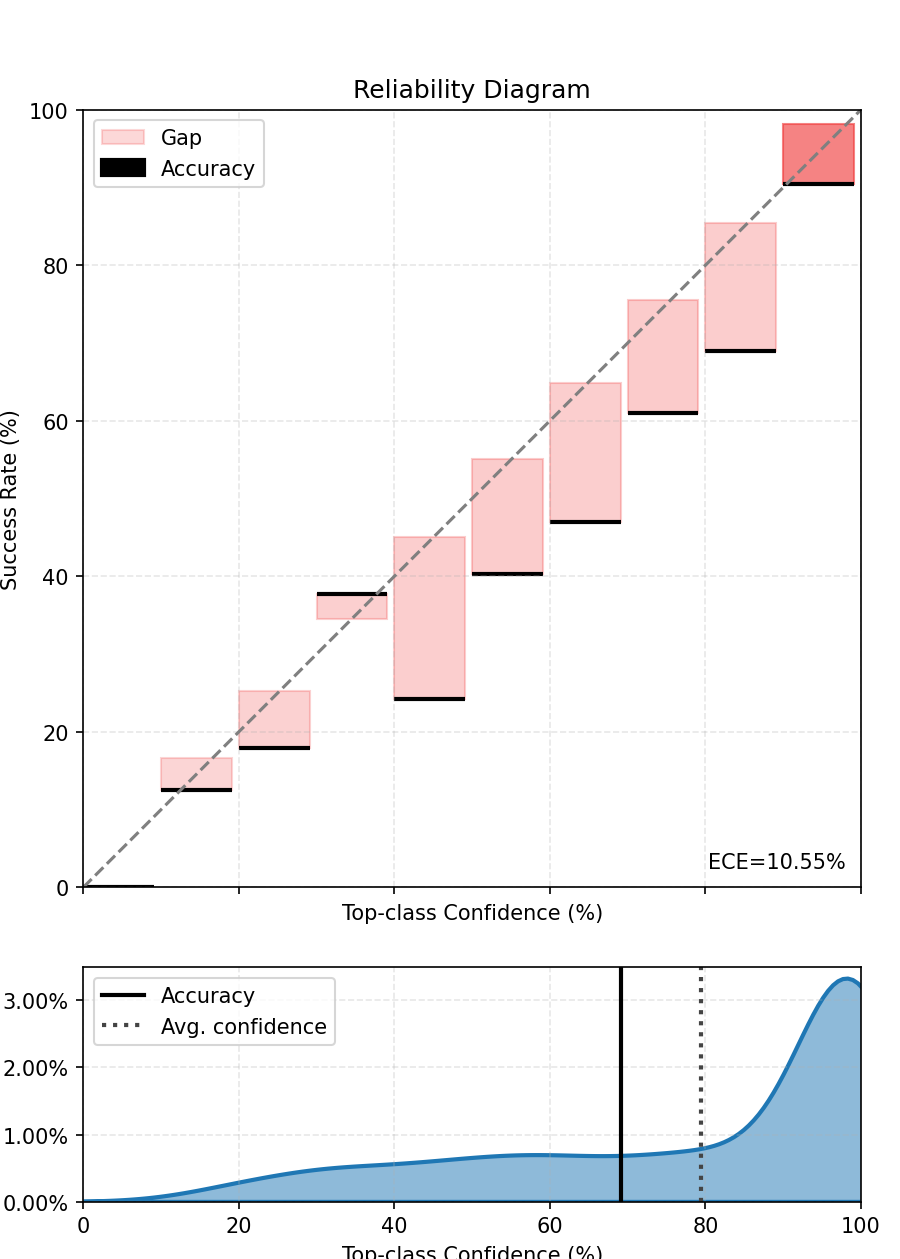 Reliability Diagram
100
80
60
40
20
0
Success Rate (%)
Gap
Accuracy
ECE=10.55%
Top-class Confidence (%)
3.00%
2.00%
1.00%
0.00%
Accuracy
Avg. confidence
0 20 40 60 80 100
Top-class Confidence (%)